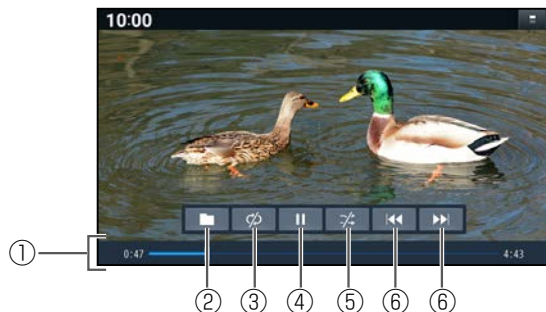 10:00
①
0:47 4:43
② ③ ④ ⑤ ⑥ ⑥